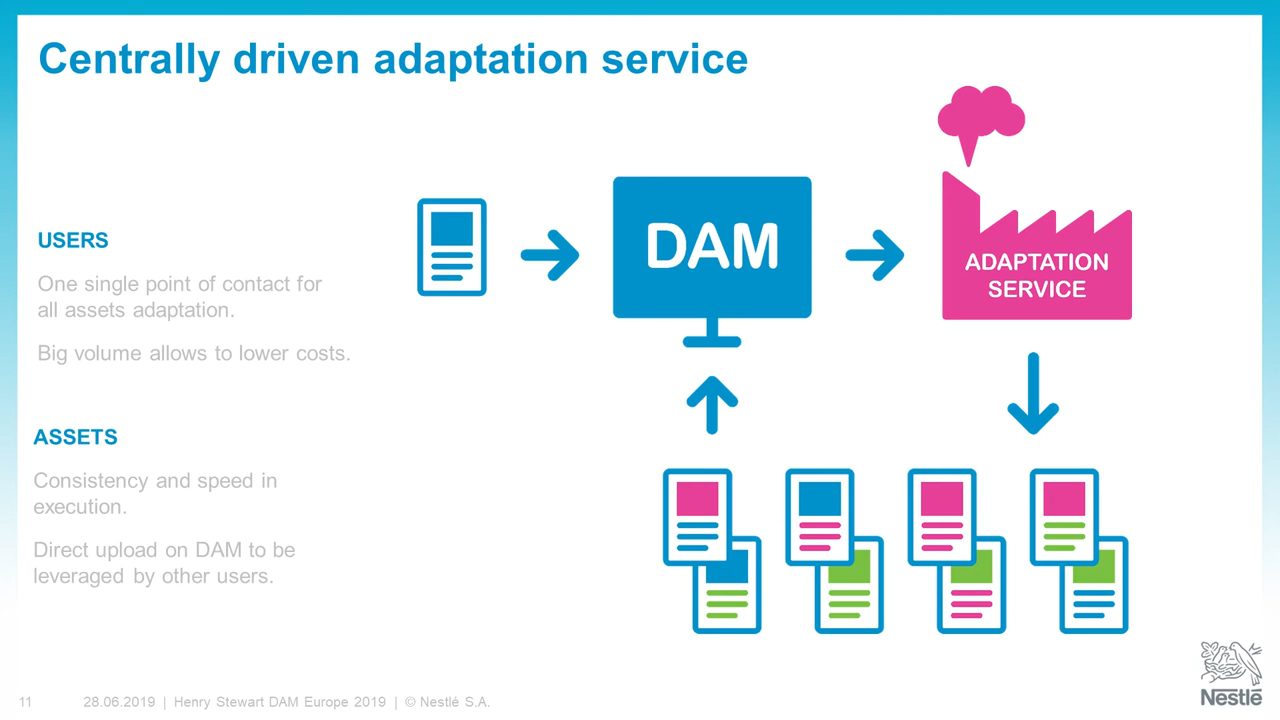 Centrally driven adaptation service
USERS
One single point of contact for
all assets adaptation.
Big volume allows to lower costs.
ASSETS
Consistency and speed in
execution.
Direct upload on DAM to be
leveraged by other users.
DAM
ADAPTATION
SERVICE
11 28.06.2019 | Henry Stewart DAM Europe 2019 | © Nestlé S.A.
Nestlé